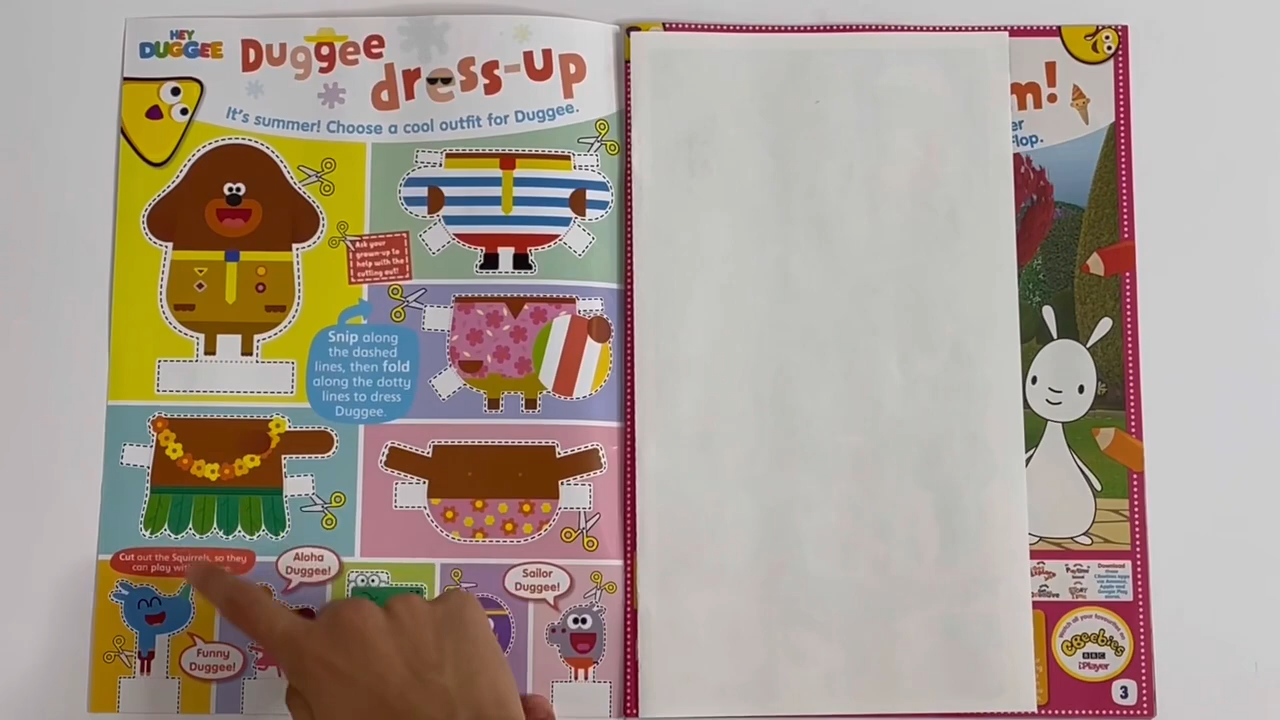 HEY
DUGGEE
Duggee
dress-up
It's summer! Choose a cool outfit for Duggee.
Ask your
grown-up to
help with the
cutting out!
Snip along
the dashed
lines, then fold
along the dotty
lines to dress
Duggee.
Cut out the Squirrels, so they
can play
Aloha
Duggee!
Sailor
Duggee!
Funny
Duggee!
m!
er
Flop.
Download
CBeebies
BBC
iPlayer
3